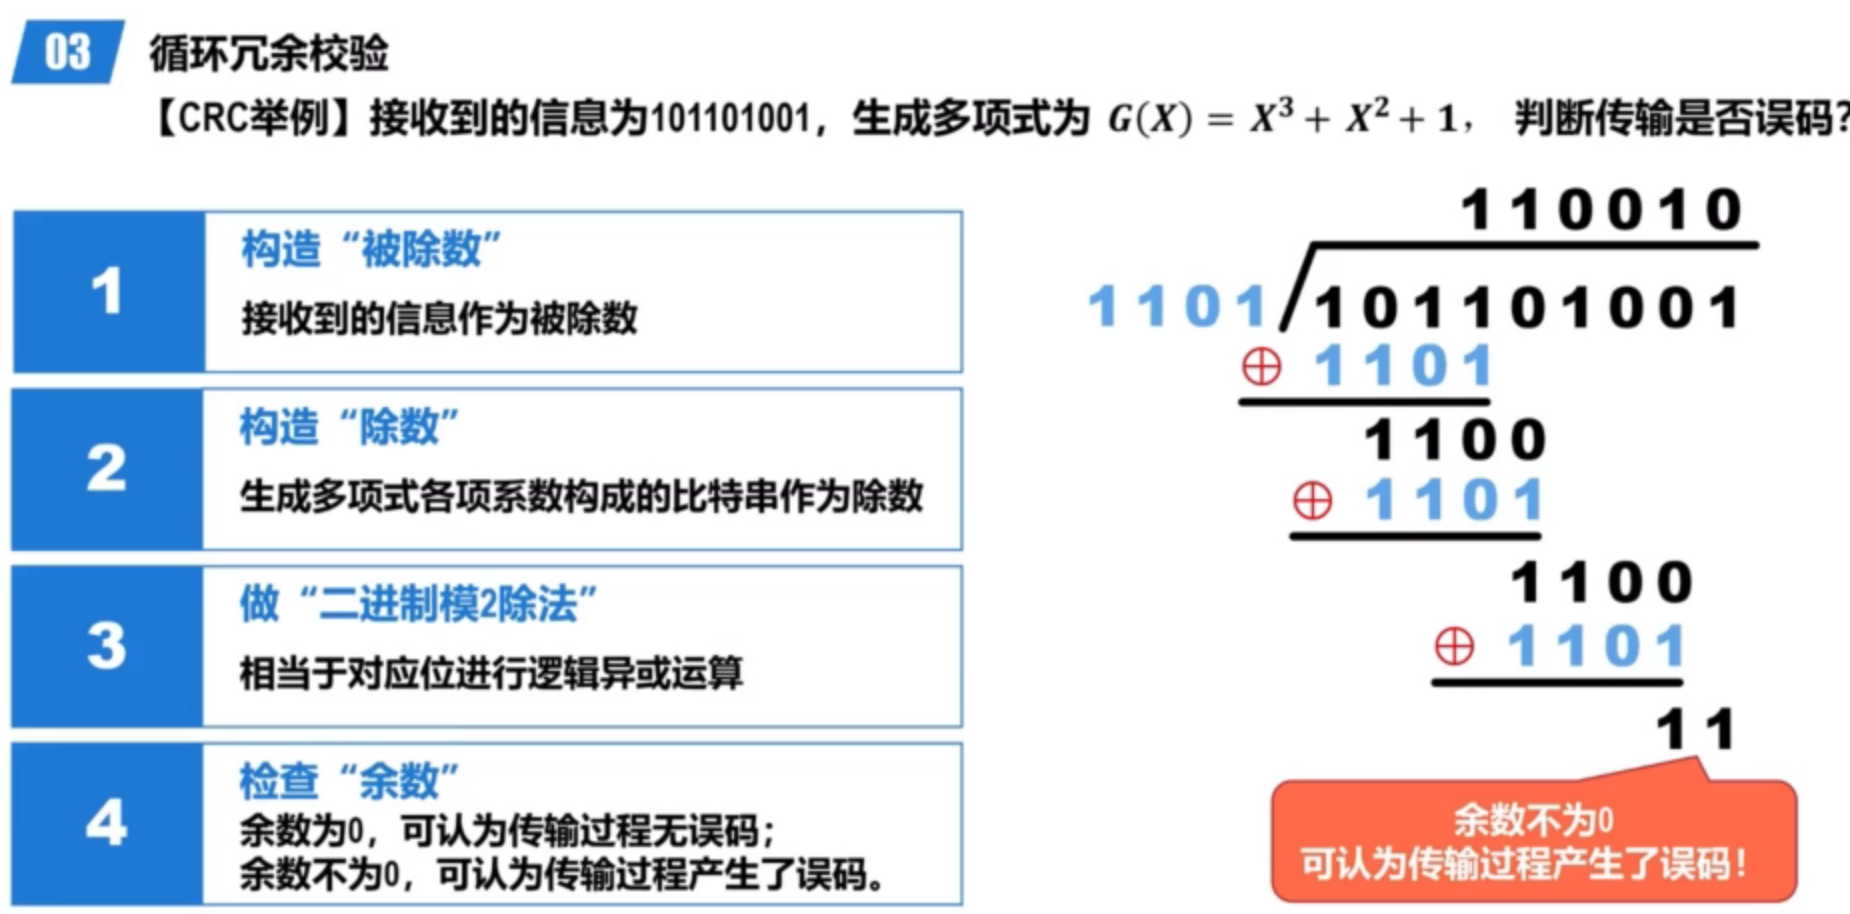 03 循环冗余校验
【CRC举例】接收到的信息为101101001，生成多项式为 G(X) = X³ + X² + 1， 判断传输是否误码?
1
构造“被除数”
接收到的信息作为被除数
2
构造“除数”
生成多项式各项系数构成的比特串作为除数
3
做“二进制模2除法”
相当于对应位进行逻辑异或运算
4
检查“余数”
余数为0，可认为传输过程无误码；
余数不为0，可认为传输过程产生了误码。
110010
1101 101101001
⊕ 1101
1100
⊕ 1101
1100
⊕ 1101
11
余数不为0
可认为传输过程产生了误码！